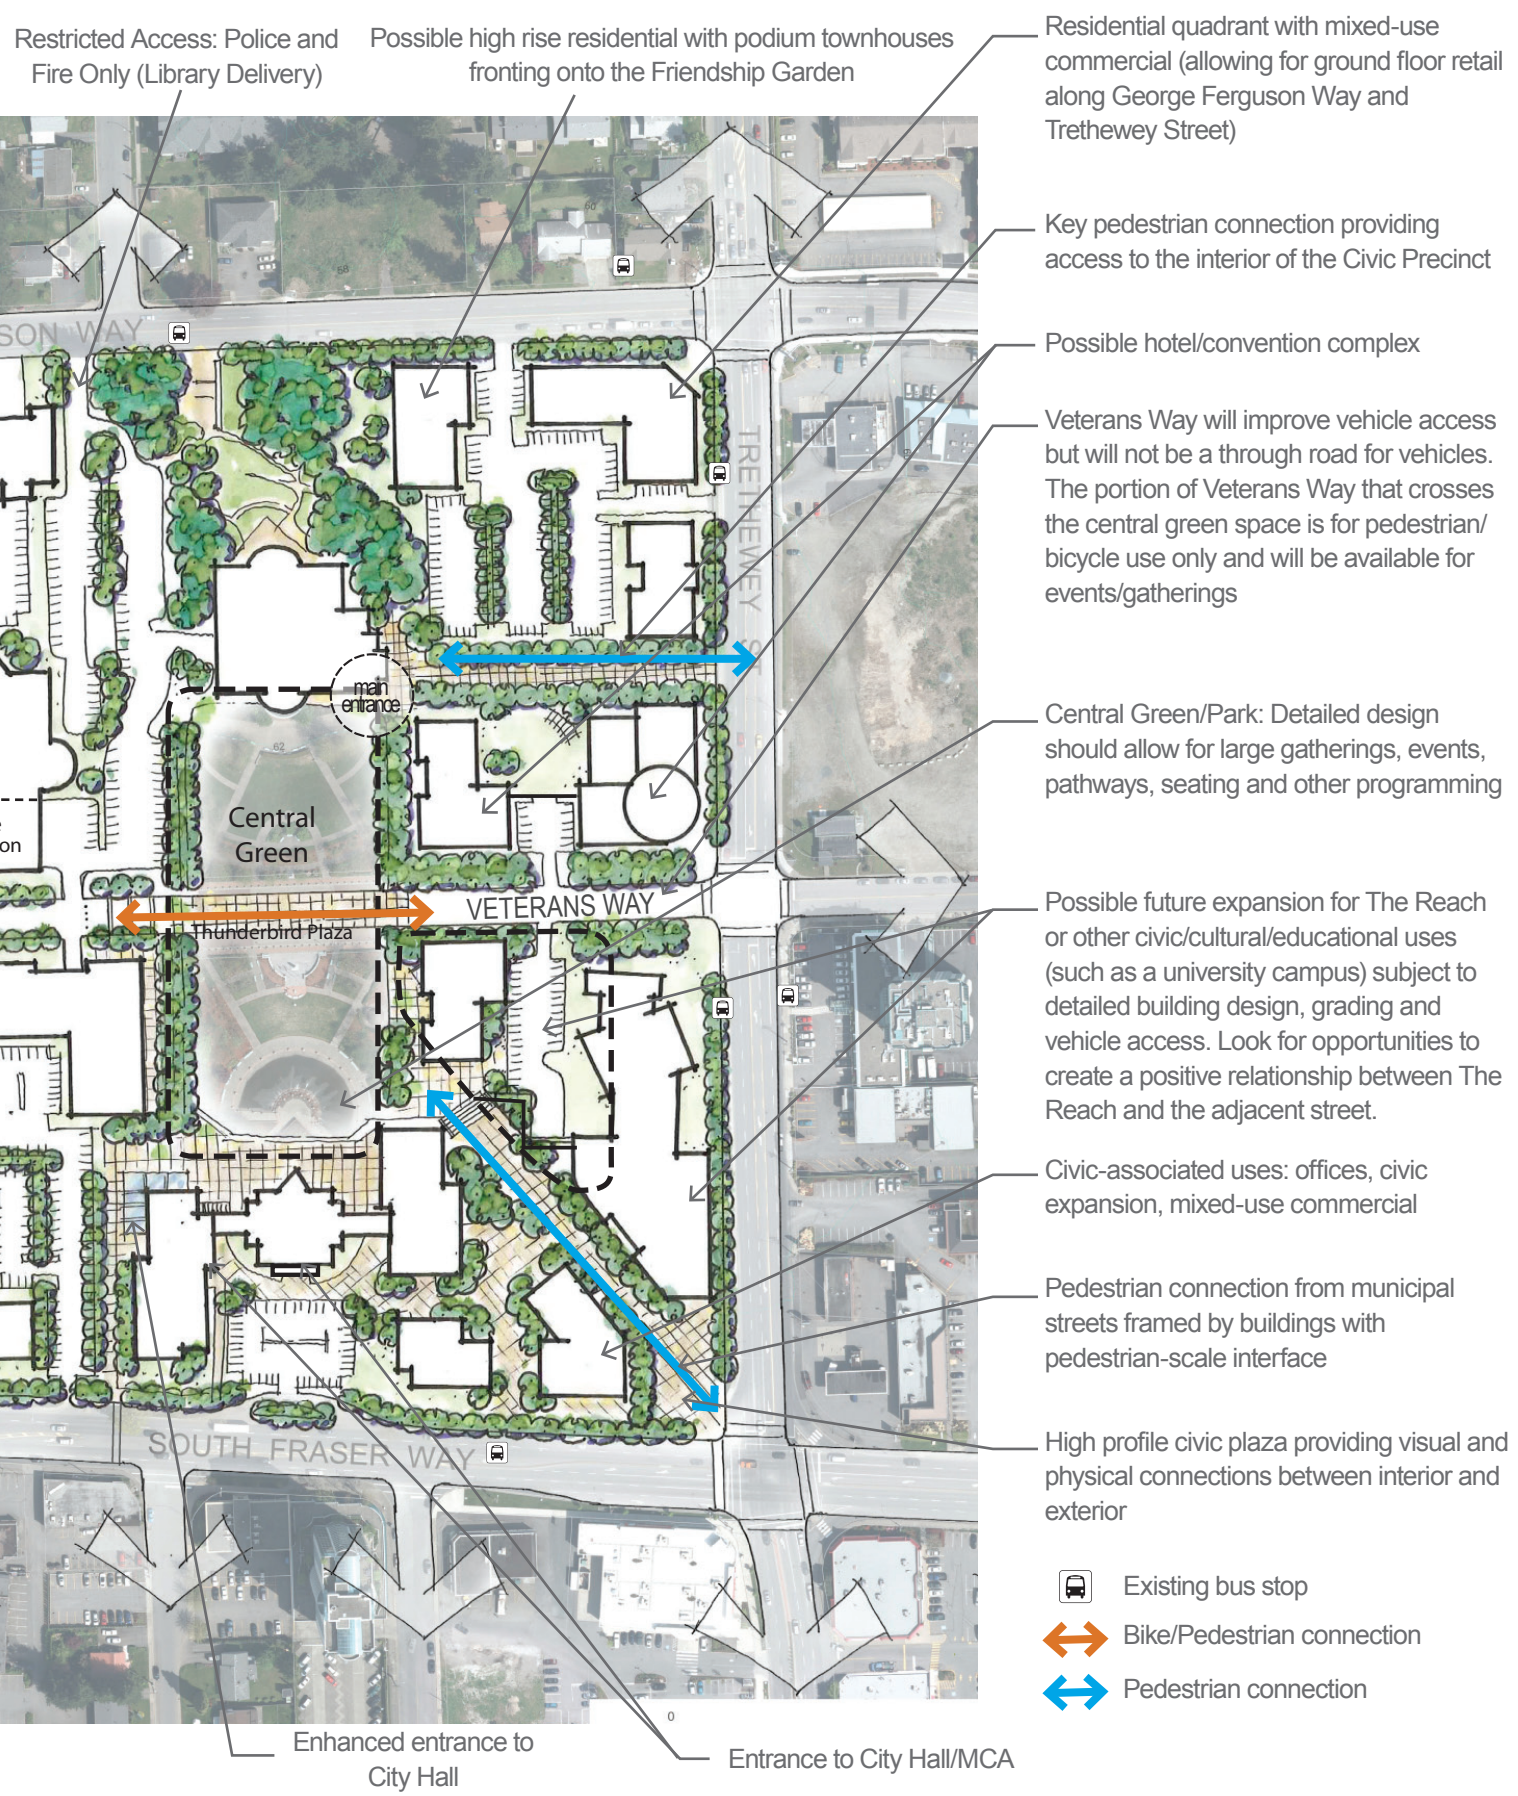 Restricted Access: Police and
Fire Only (Library Delivery)
Possible high rise residential with podium townhouses
fronting onto the Friendship Garden
Residential quadrant with mixed-use
commercial (allowing for ground floor retail
along George Ferguson Way and
Trethewey Street)
Key pedestrian connection providing
access to the interior of the Civic Precinct
Possible hotel/convention complex
Veterans Way will improve vehicle access
but will not be a through road for vehicles.
The portion of Veterans Way that crosses
the central green space is for pedestrian/
bicycle use only and will be available for
events/gatherings
Central Green/Park: Detailed design
should allow for large gatherings, events,
pathways, seating and other programming
Possible future expansion for The Reach
or other civic/cultural/educational uses
(such as a university campus) subject to
detailed building design, grading and
vehicle access. Look for opportunities to
create a positive relationship between The
Reach and the adjacent street.
Civic-associated uses: offices, civic
expansion, mixed-use commercial
Pedestrian connection from municipal
streets framed by buildings with
pedestrian-scale interface
High profile civic plaza providing visual and
physical connections between interior and
exterior
Existing bus stop
Bike/Pedestrian connection
Pedestrian connection
SON WAY
TRETHEWEY ST
main
entrance
62
Central
Green
on
VETERANS WAY
Thunderbird Plaza
SOUTH FRASER WAY
0
Enhanced entrance to
City Hall
Entrance to City Hall/MCA